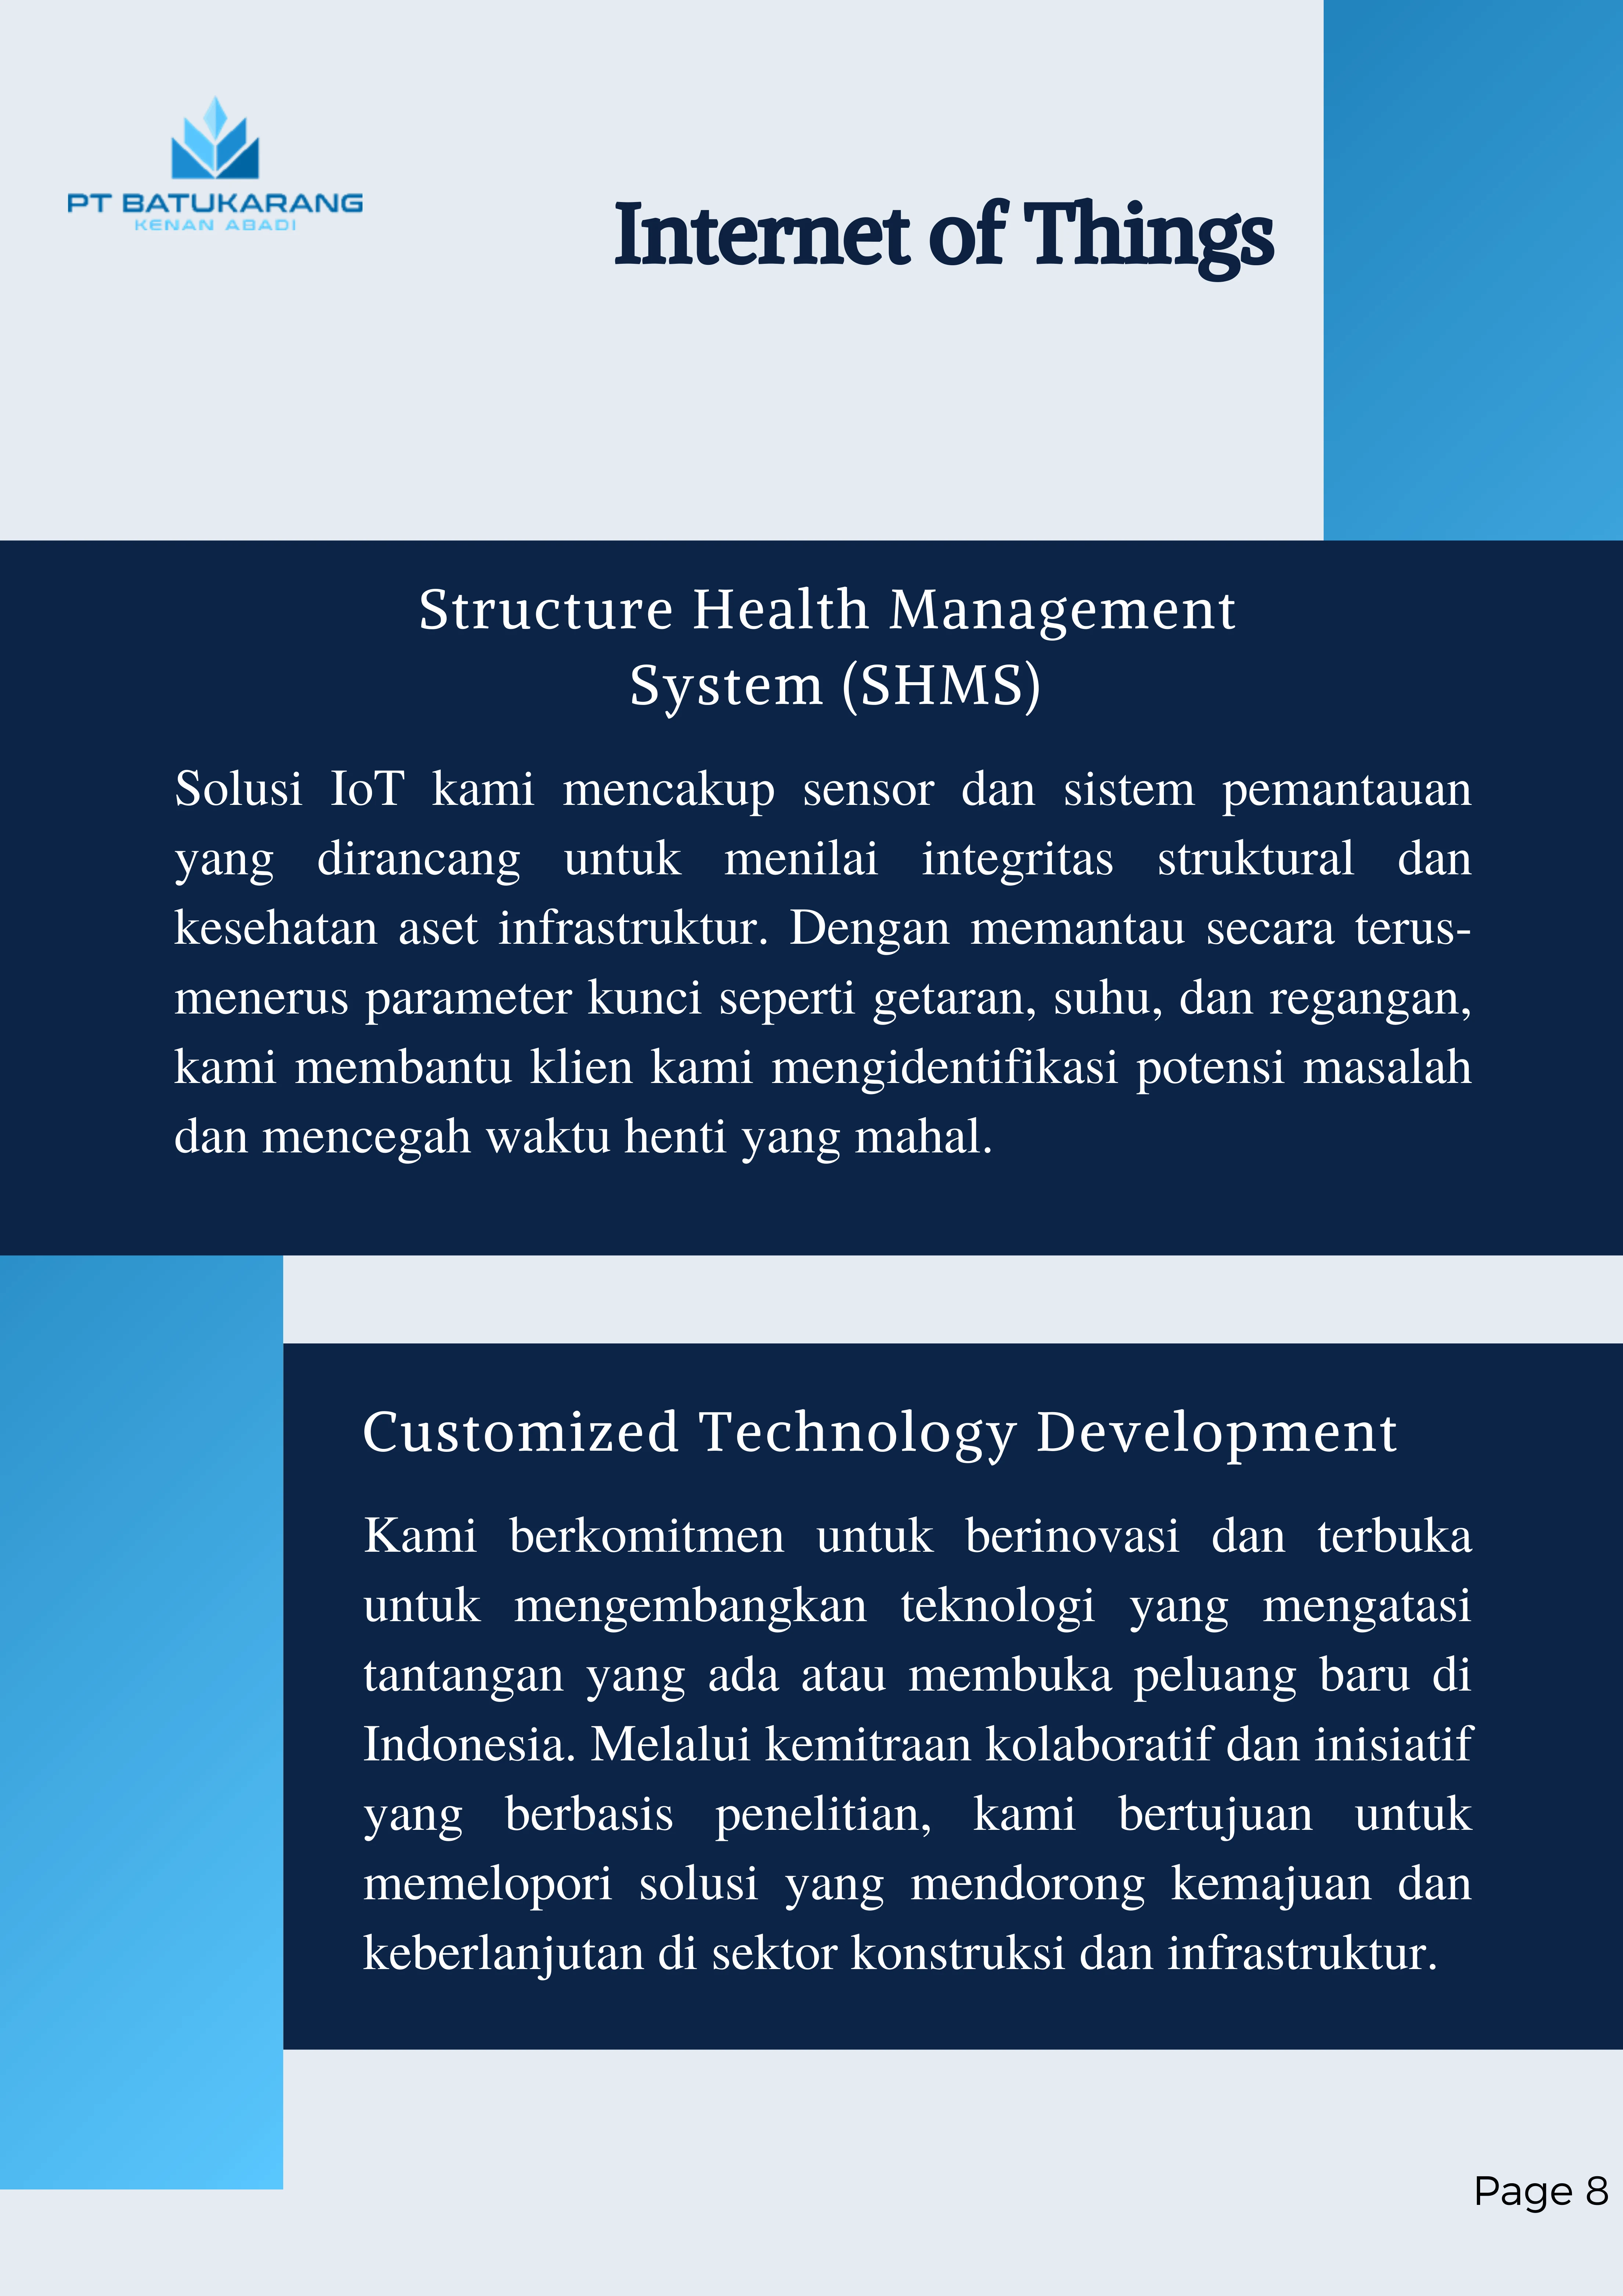 PT BATUKARANG
KENAN ABADI
Internet of Things
Structure Health Management
System (SHMS)
Solusi IoT kami mencakup sensor dan sistem pemantauan
yang dirancang untuk menilai integritas struktural dan
kesehatan aset infrastruktur. Dengan memantau secara terus-
menerus parameter kunci seperti getaran, suhu, dan regangan,
kami membantu klien kami mengidentifikasi potensi masalah
dan mencegah waktu henti yang mahal.
Customized Technology Development
Kami berkomitmen untuk berinovasi dan terbuka
untuk mengembangkan teknologi yang mengatasi
tantangan yang ada atau membuka peluang baru di
Indonesia. Melalui kemitraan kolaboratif dan inisiatif
yang berbasis penelitian, kami bertujuan untuk
memelopori solusi yang mendorong kemajuan dan
keberlanjutan di sektor konstruksi dan infrastruktur.
Page 8